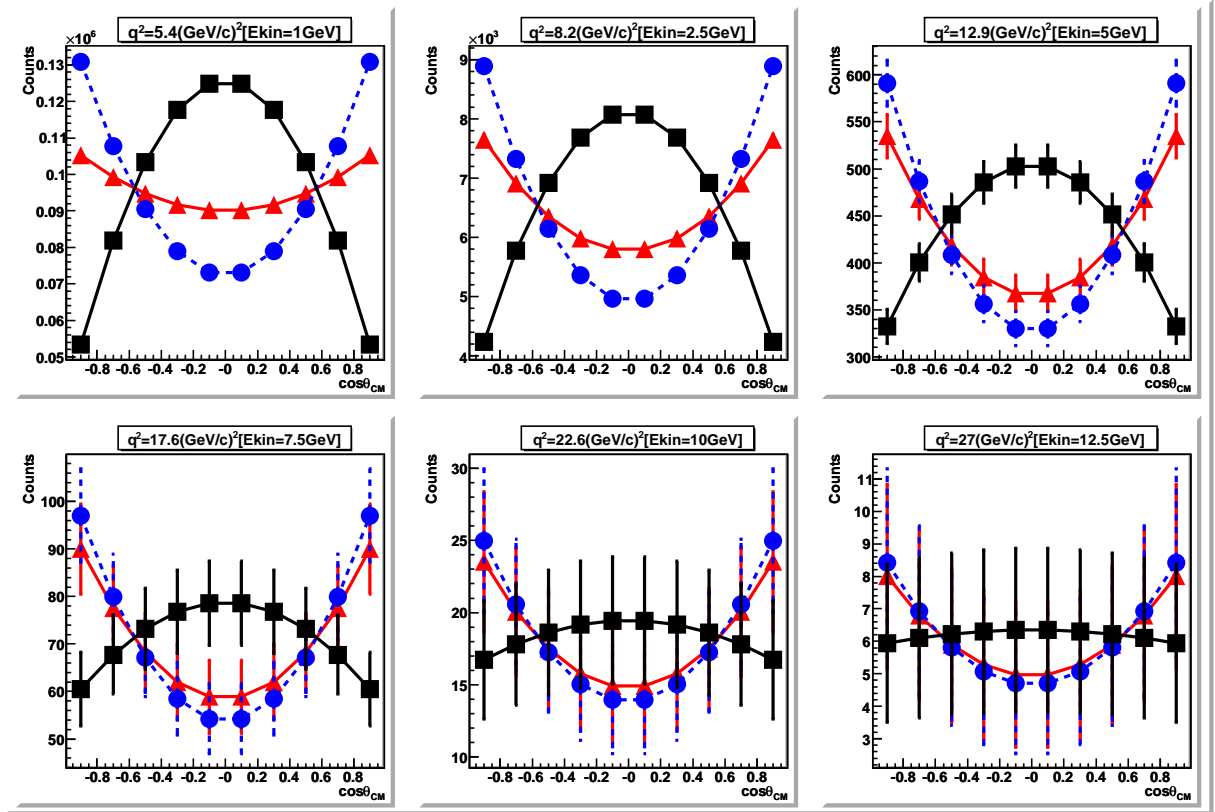 q²=5.4(GeV/c)²[Ekin=1GeV]
×10⁶
Counts
0.13
0.12
0.11
0.1
0.09
0.08
0.07
0.06
0.05
-0.8 -0.6 -0.4 -0.2 -0 0.2 0.4 0.6 0.8
cosθCM
q²=8.2(GeV/c)²[Ekin=2.5GeV]
×10³
Counts
9
8
7
6
5
4
-0.8 -0.6 -0.4 -0.2 -0 0.2 0.4 0.6 0.8
cosθCM
q²=12.9(GeV/c)²[Ekin=5GeV]
Counts
600
550
500
450
400
350
300
-0.8 -0.6 -0.4 -0.2 -0 0.2 0.4 0.6 0.8
cosθCM
q²=17.6(GeV/c)²[Ekin=7.5GeV]
Counts
100
90
80
70
60
50
-0.8 -0.6 -0.4 -0.2 -0 0.2 0.4 0.6 0.8
cosθCM
q²=22.6(GeV/c)²[Ekin=10GeV]
Counts
30
25
20
15
10
-0.8 -0.6 -0.4 -0.2 -0 0.2 0.4 0.6 0.8
cosθCM
q²=27(GeV/c)²[Ekin=12.5GeV]
Counts
11
10
9
8
7
6
5
4
3
-0.8 -0.6 -0.4 -0.2 -0 0.2 0.4 0.6 0.8
cosθCM